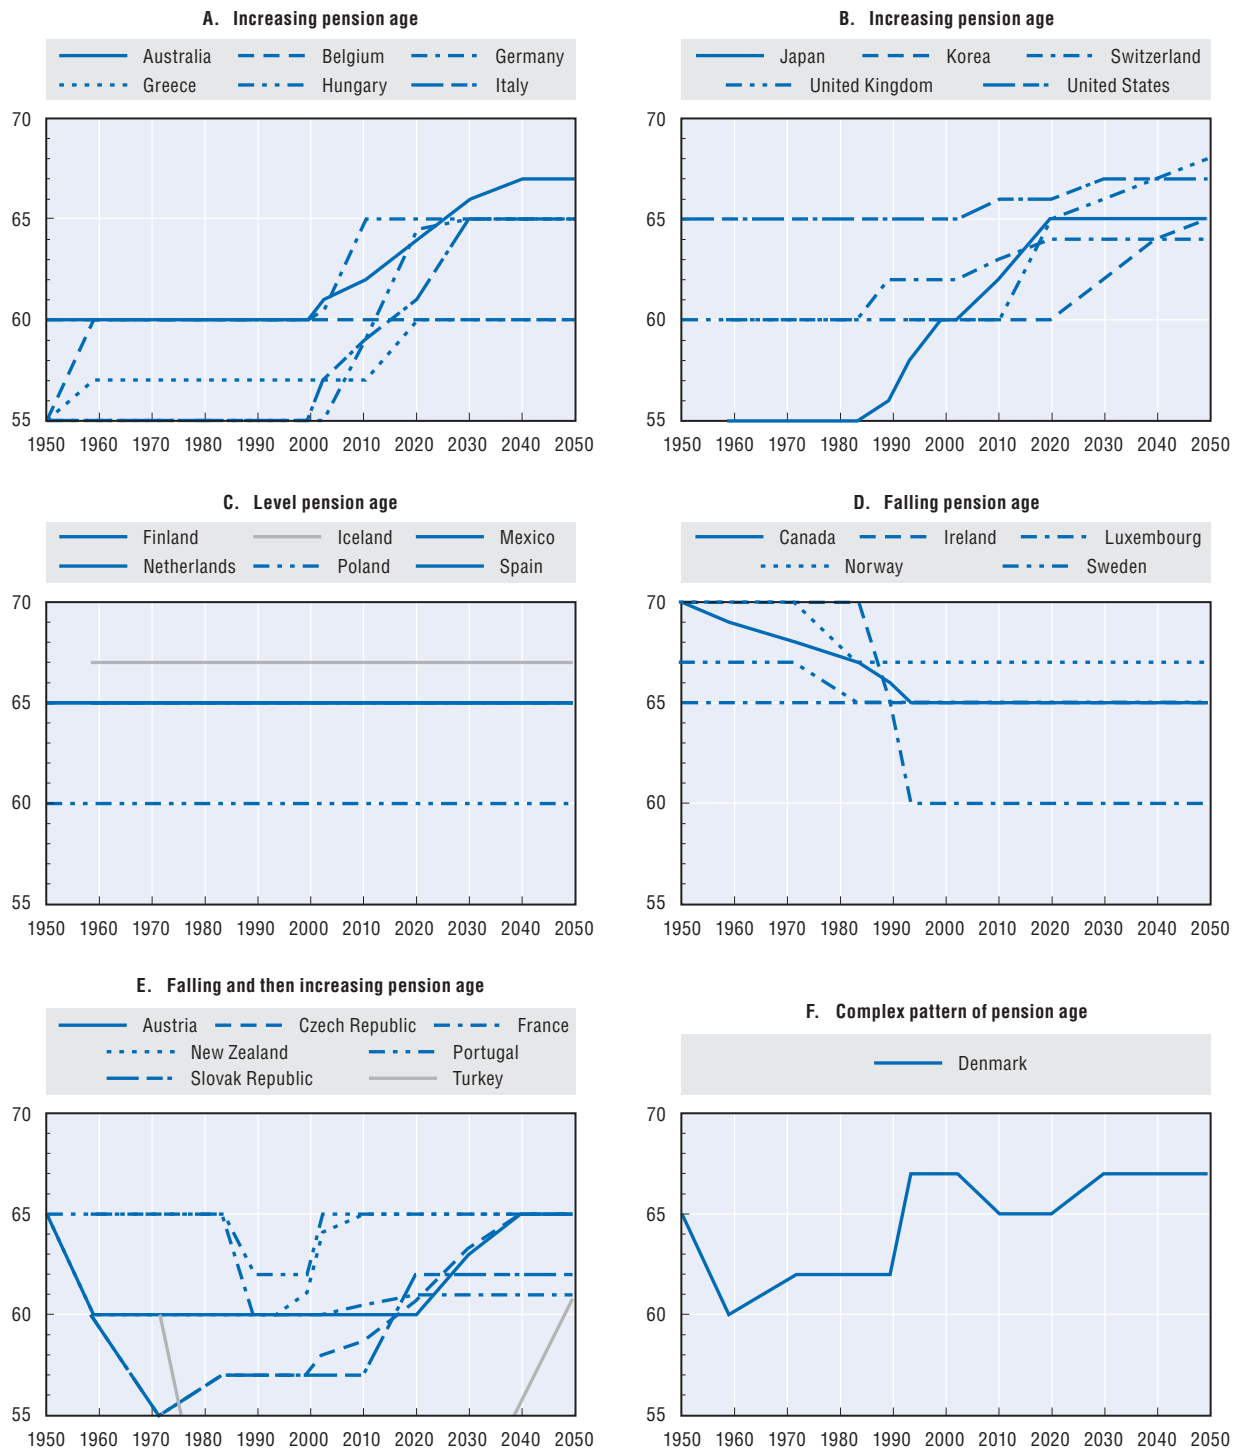 A. Increasing pension age
Australia Belgium Germany
Greece Hungary Italy
70
65
60
55
1950 1960 1970 1980 1990 2000 2010 2020 2030 2040 2050
B. Increasing pension age
Japan Korea Switzerland
United Kingdom United States
70
65
60
55
1950 1960 1970 1980 1990 2000 2010 2020 2030 2040 2050
C. Level pension age
Finland Iceland Mexico
Netherlands Poland Spain
70
65
60
55
1950 1960 1970 1980 1990 2000 2010 2020 2030 2040 2050
D. Falling pension age
Canada Ireland Luxembourg
Norway Sweden
70
65
60
55
1950 1960 1970 1980 1990 2000 2010 2020 2030 2040 2050
E. Falling and then increasing pension age
Austria Czech Republic France
New Zealand Portugal
Slovak Republic Turkey
70
65
60
55
1950 1960 1970 1980 1990 2000 2010 2020 2030 2040 2050
F. Complex pattern of pension age
Denmark
70
65
60
55
1950 1960 1970 1980 1990 2000 2010 2020 2030 2040 2050